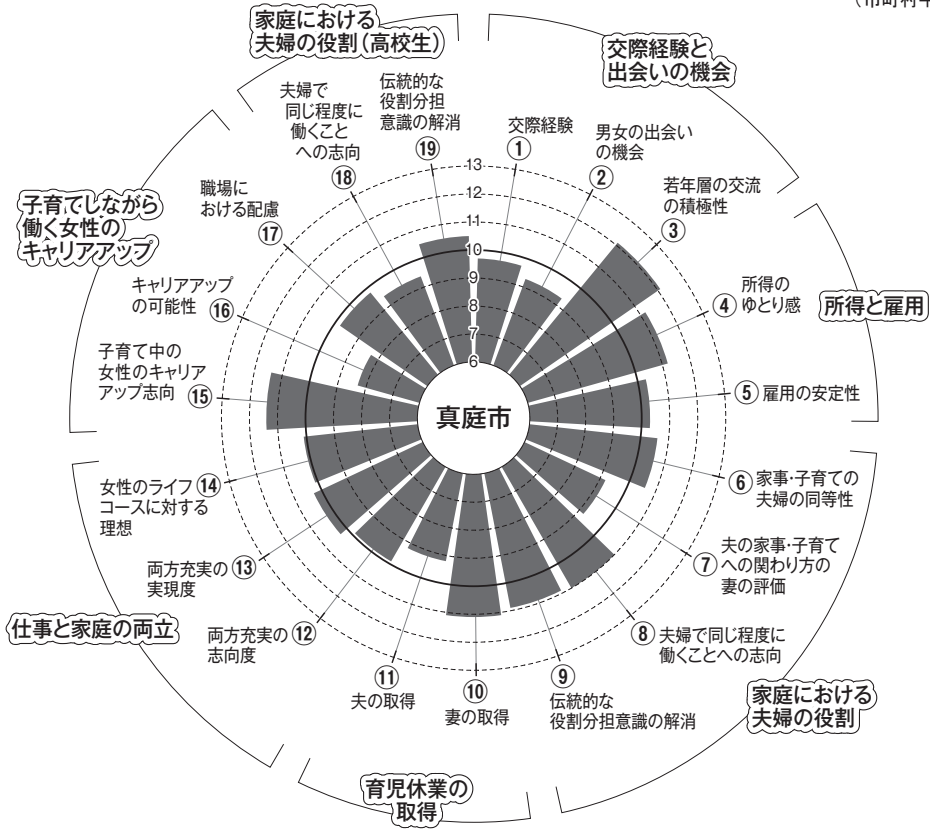 (市町村平
家庭における
夫婦の役割(高校生)
交際経験と
出会いの機会
所得と雇用
家庭における
夫婦の役割
育児休業の
取得
仕事と家庭の両立
子育てしながら
働く女性の
キャリアアップ
交際経験
①
男女の出会い
の機会
②
若年層の交流
の積極性
③
④ 所得の
ゆとり感
⑤ 雇用の安定性
⑥ 家事・子育ての
夫婦の同等性
⑦ 夫の家事・子育て
への関わり方の
妻の評価
⑧ 夫婦で同じ程度に
働くことへの志向
⑨
伝統的な
役割分担意識の解消
⑩
妻の取得
⑪
夫の取得
両方充実の ⑫
志向度
両方充実の ⑬
実現度
女性のライフ ⑭
コースに対する
理想
子育て中の
女性のキャリア
アップ志向 ⑮
キャリアアップ
の可能性 ⑯
職場に
おける配慮
⑰
夫婦で
同じ程度に
働くこと
への志向
⑱
伝統的な
役割分担
意識の解消
⑲
13
12
11
10
9
8
7
6
真庭市